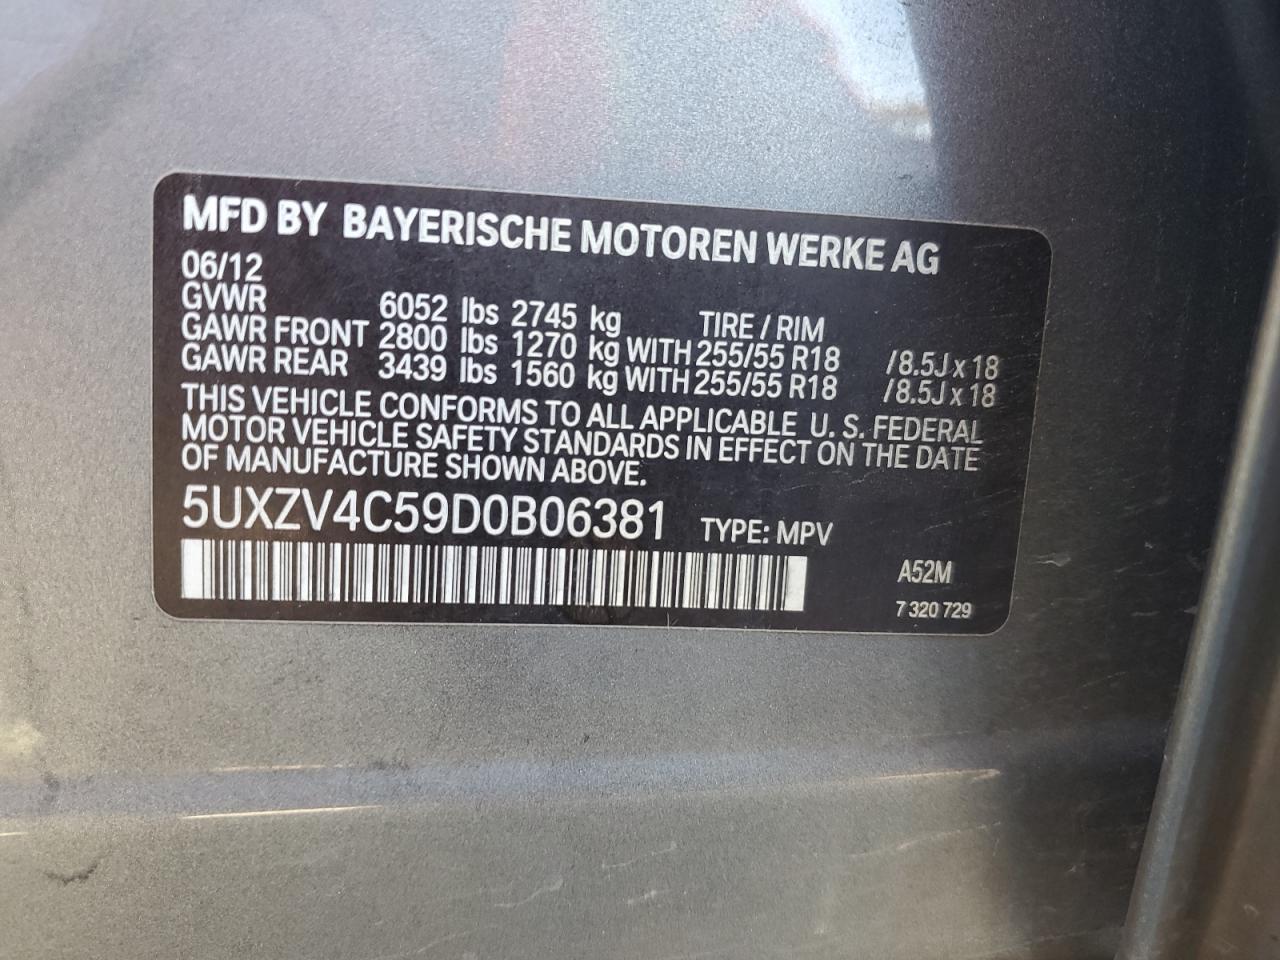 MFD BY BAYERISCHE MOTOREN WERKE AG
06/12
GVWR 6052 lbs 2745 kg TIRE / RIM
GAWR FRONT 2800 lbs 1270 kg WITH 255/55 R18 /8.5J x 18
GAWR REAR 3439 lbs 1560 kg WITH 255/55 R18 /8.5J x 18
THIS VEHICLE CONFORMS TO ALL APPLICABLE U. S. FEDERAL
MOTOR VEHICLE SAFETY STANDARDS IN EFFECT ON THE DATE
OF MANUFACTURE SHOWN ABOVE.
5UXZV4C59D0B06381 TYPE: MPV
A52M
7 320 729